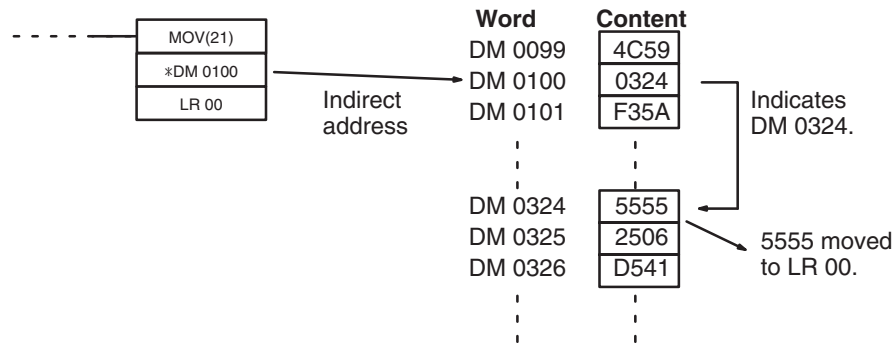 Word Content
MOV(21)
*DM 0100
LR 00
Indirect
address
DM 0099 4C59
DM 0100 0324
DM 0101 F35A
Indicates
DM 0324.
DM 0324 5555
DM 0325 2506
DM 0326 D541
5555 moved
to LR 00.